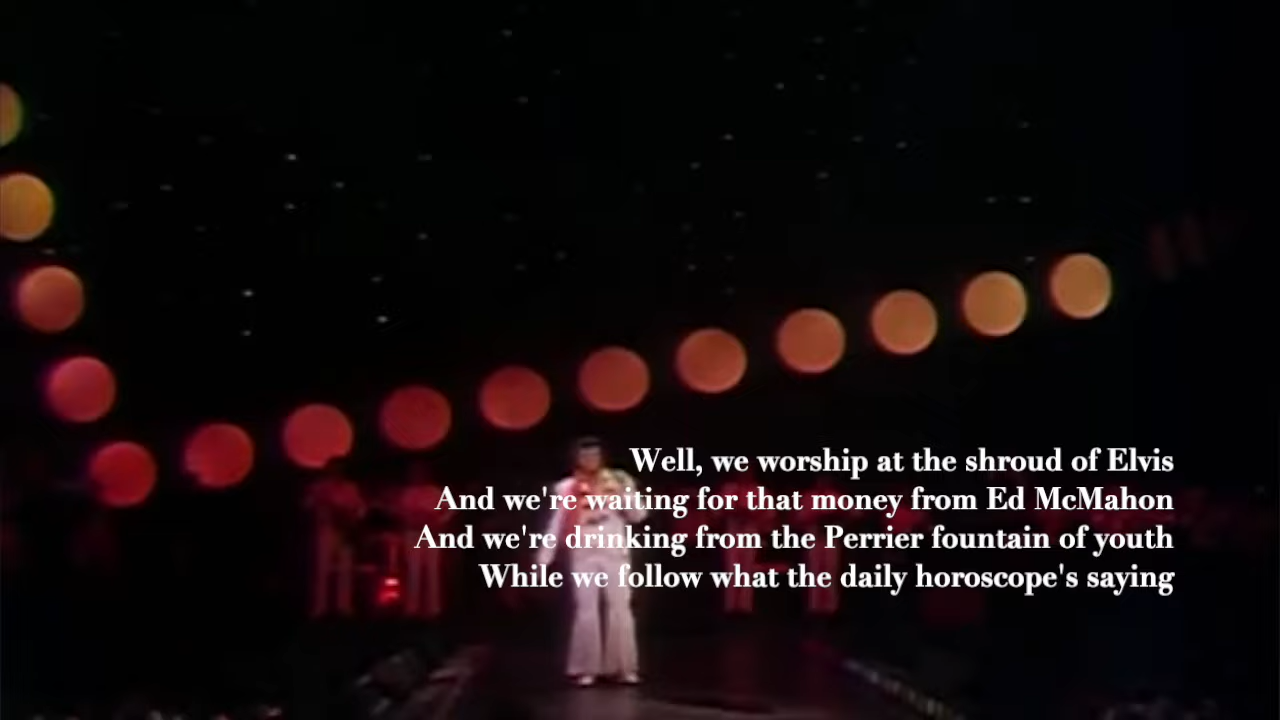 Well, we worship at the shroud of Elvis
And we're waiting for that money from Ed McMahon
And we're drinking from the Perrier fountain of youth
While we follow what the daily horoscope's saying